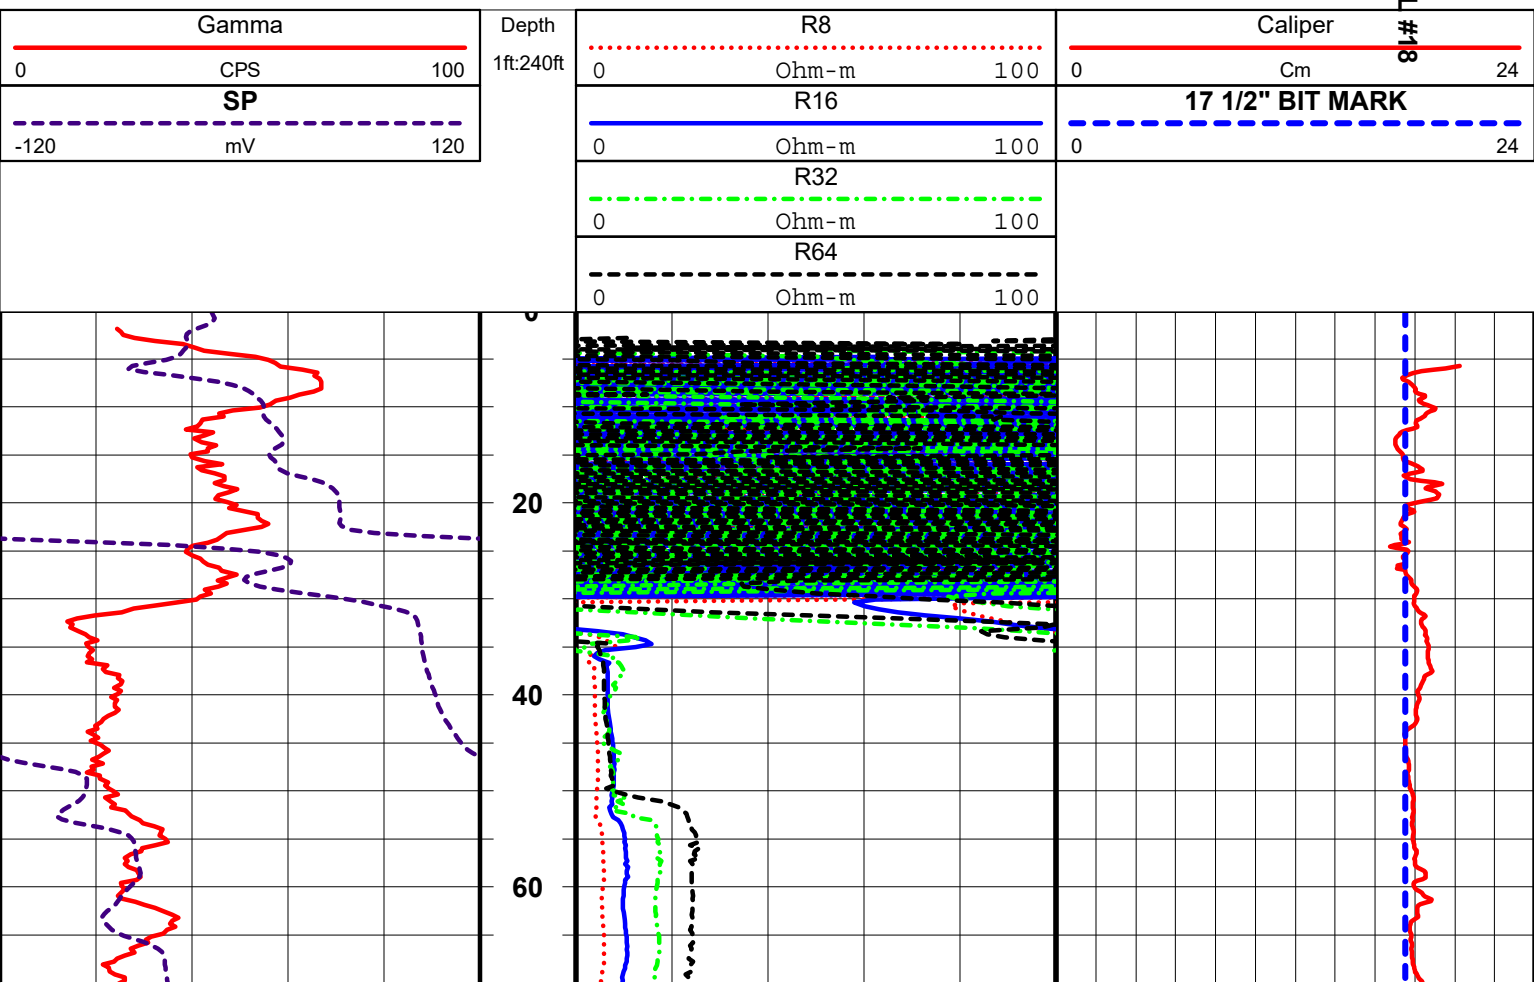 L #18
Gamma
0 CPS 100
SP
-120 mV 120
Depth
1ft:240ft
R8
0 Ohm-m 100
R16
0 Ohm-m 100
R32
0 Ohm-m 100
R64
0 Ohm-m 100
Caliper
0 Cm 24
17 1/2" BIT MARK
0 24
0
20
40
60